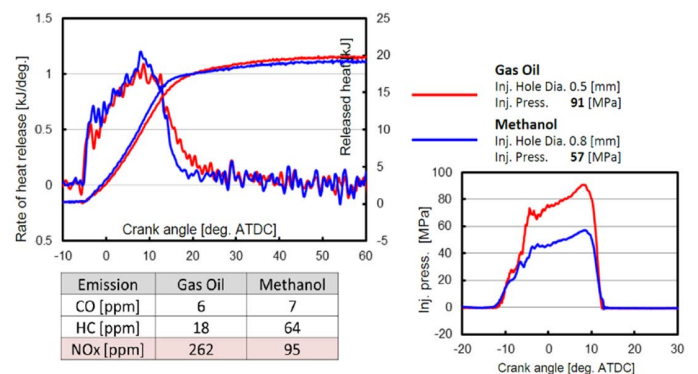 1.5
1
0.5
0
0.5
Rate of heat release [kJ/deg.]
25
20
15
10
5
0
-5
Released heat [kJ]
Crank angle [deg. ATDC]
-10 0 10 20 30 40 50 60
Gas Oil
Inj. Hole Dia. 0.5 [mm]
Inj. Press. 91 [MPa]
Methanol
Inj. Hole Dia. 0.8 [mm]
Inj. Press. 57 [MPa]
Emission Gas Oil Methanol
CO [ppm] 6 7
HC [ppm] 18 64
NOx [ppm] 262 95
100
80
60
40
20
0
-20
Inj. press. [MPa]
-20 -10 0 10 20 30
Crank angle [deg. ATDC]